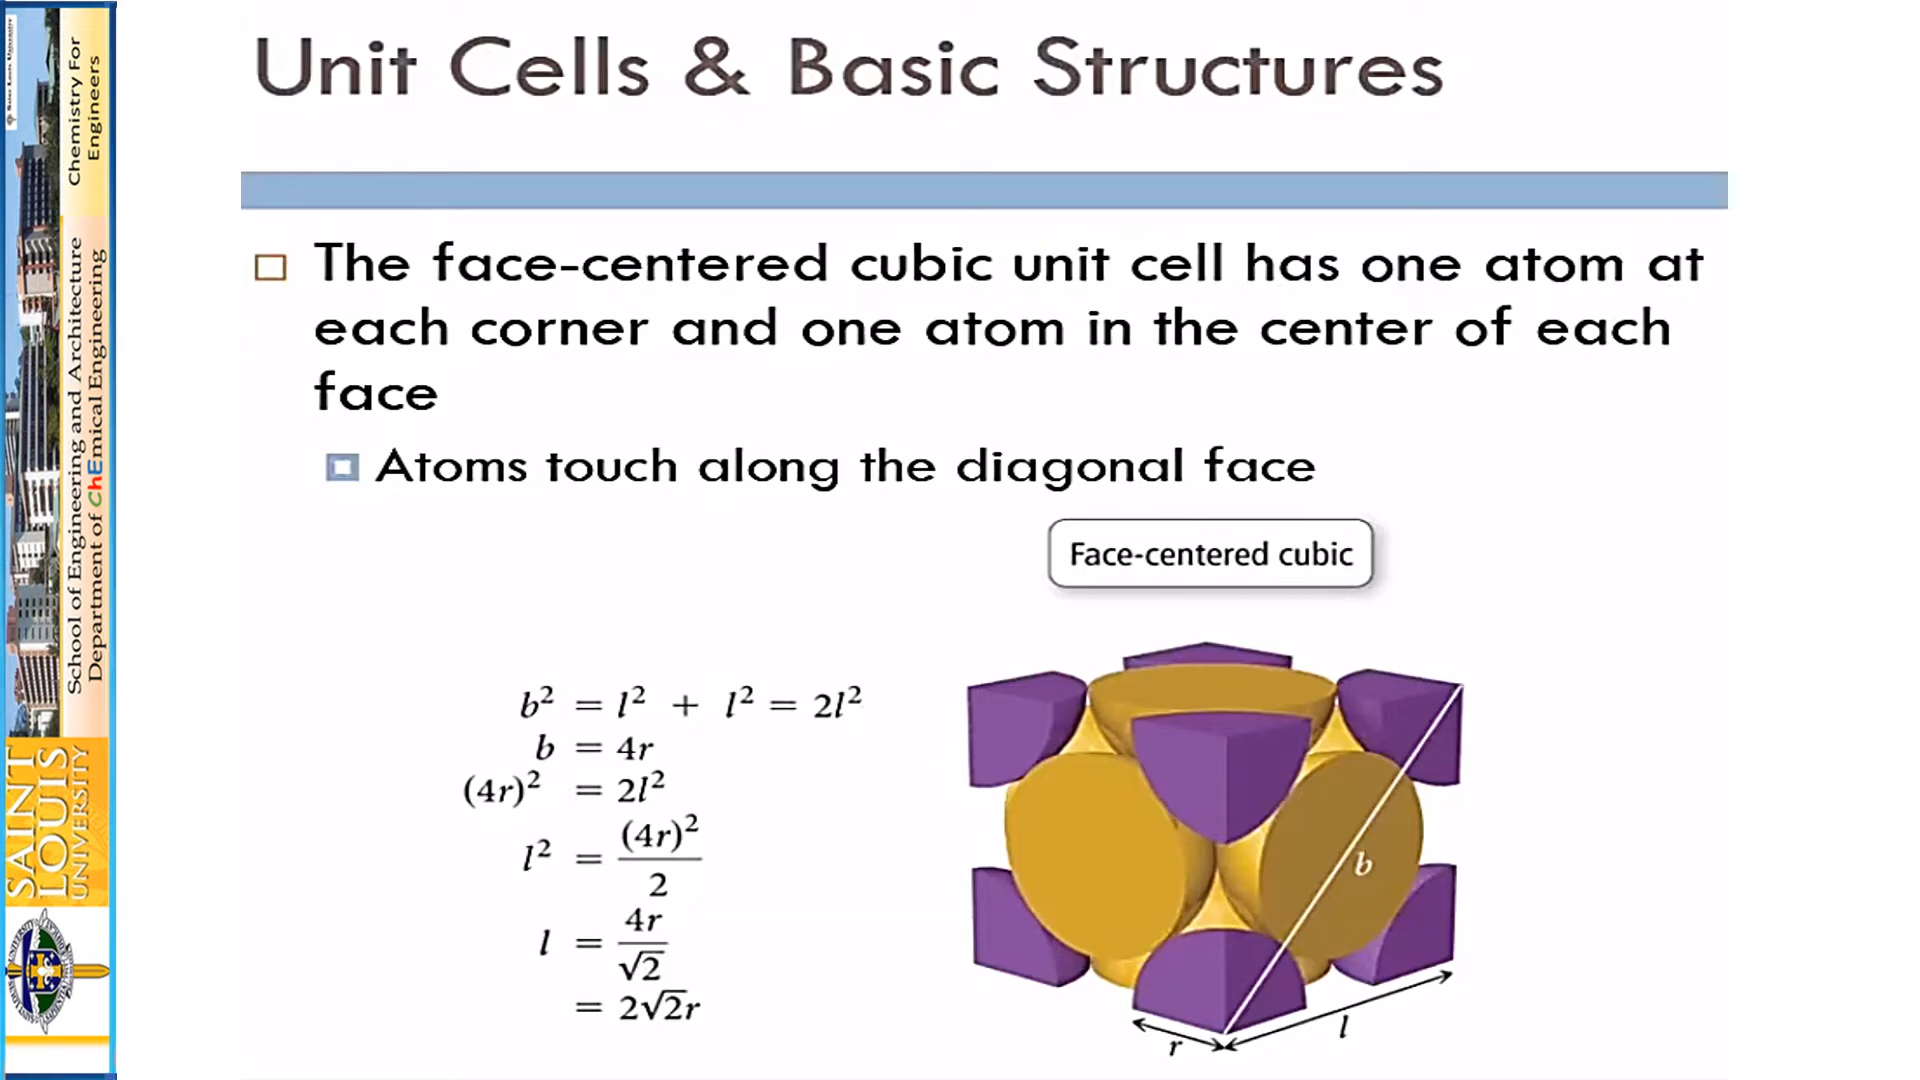 Unit Cells & Basic Structures
The face-centered cubic unit cell has one atom at
each corner and one atom in the center of each
face
Atoms touch along the diagonal face
Face-centered cubic
b² = l² + l² = 2l²
b = 4r
(4r)² = 2l²
l² = (4r)² / 2
l = 4r / √2
= 2√2r
b
l
r
Chemistry For
Engineers
School of Engineering and Architecture
Department of ChEmical Engineering
SAINT
LOUIS
UNIVERSITY